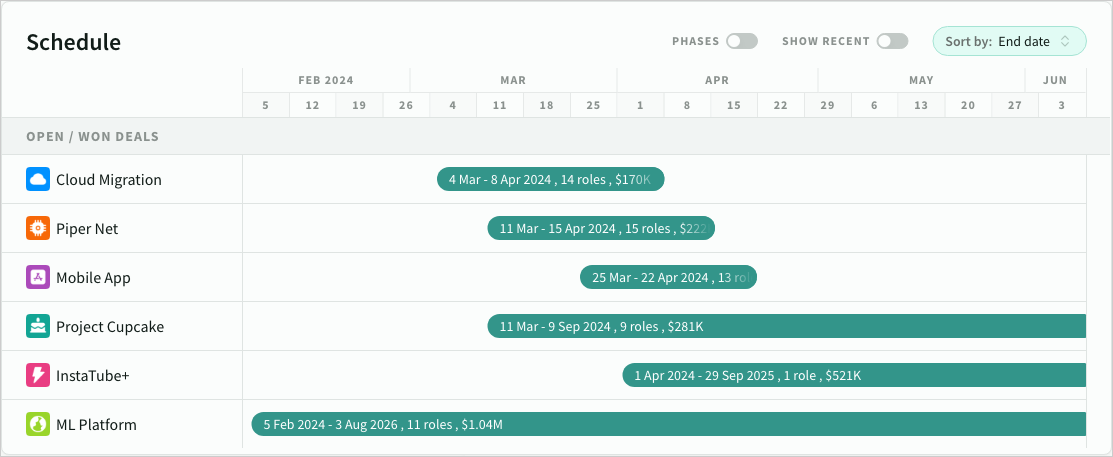 Schedule
PHASES SHOW RECENT Sort by: End date
FEB 2024 MAR APR MAY JUN
5 12 19 26 4 11 18 25 1 8 15 22 29 6 13 20 27 3
OPEN / WON DEALS
Cloud Migration 4 Mar - 8 Apr 2024 , 14 roles , $170K
Piper Net 11 Mar - 15 Apr 2024 , 15 roles , $222
Mobile App 25 Mar - 22 Apr 2024 , 13 rol
Project Cupcake 11 Mar - 9 Sep 2024 , 9 roles , $281K
InstaTube+ 1 Apr 2024 - 29 Sep 2025 , 1 role , $521K
ML Platform 5 Feb 2024 - 3 Aug 2026 , 11 roles , $1.04M